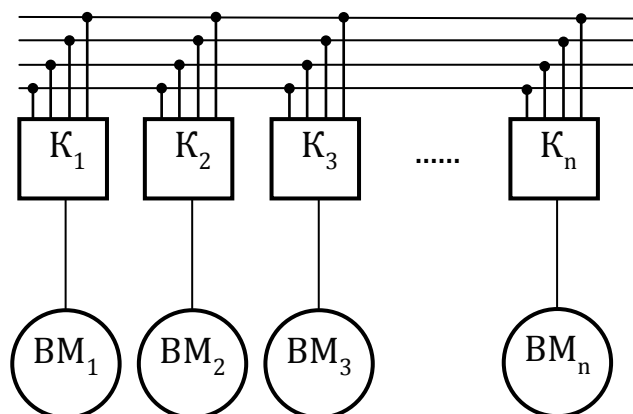 К₁ К₂ К₃ ...... Кₙ
ВМ₁ ВМ₂ ВМ₃ ВМₙ